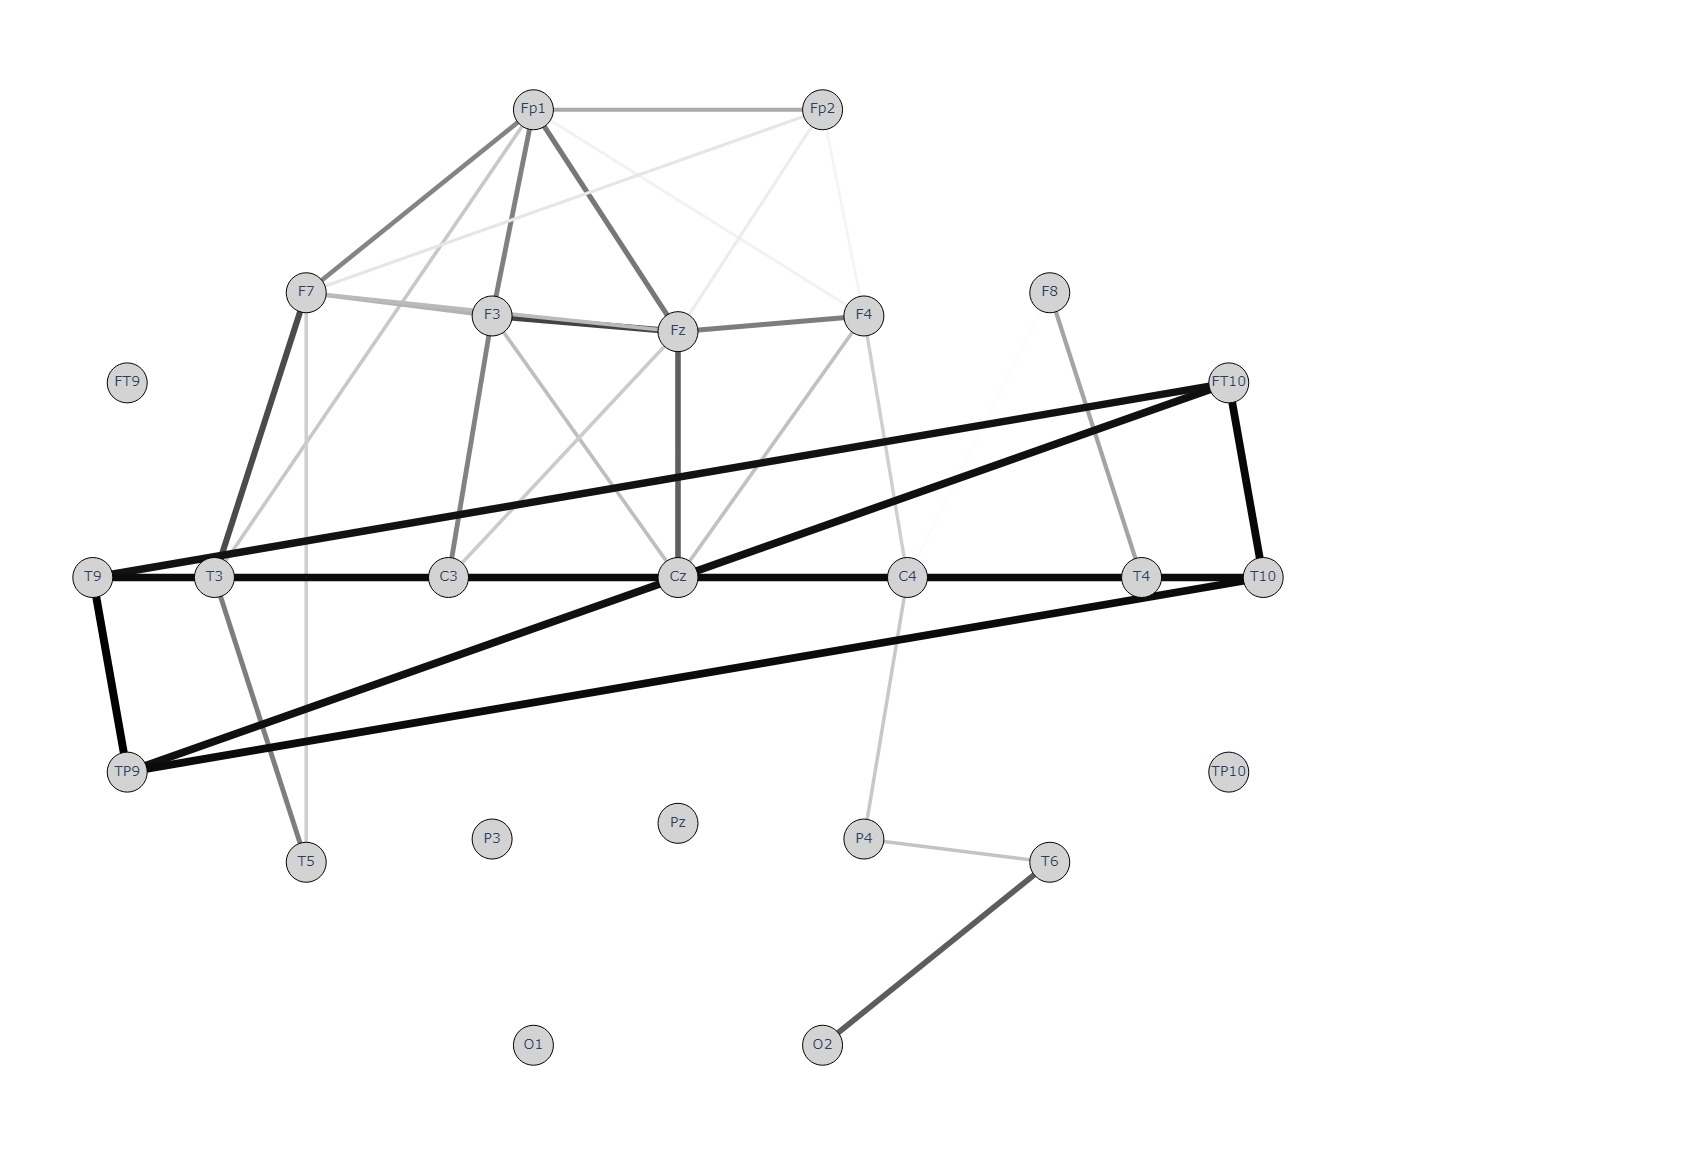 Fp1 Fp2
F7 F3 Fz F4 F8
FT9 FT10
T9 T3 C3 Cz C4 T4 T10
TP9 TP10
T5 P3 Pz P4 T6
O1 O2